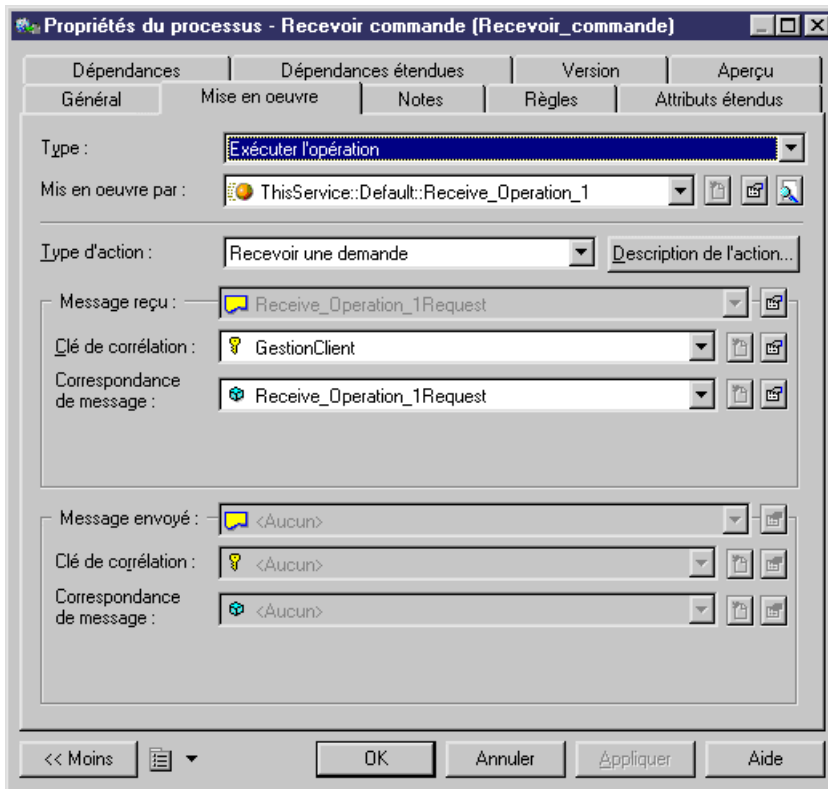 Propriétés du processus - Recevoir commande (Recevoir_commande)
Dépendances Dépendances étendues Version Aperçu
Général Mise en oeuvre Notes Règles Attributs étendus
Type : Exécuter l'opération
Mis en oeuvre par : ThisService::Default::Receive_Operation_1
Type d'action : Recevoir une demande Description de l'action...
Message reçu : Receive_Operation_1Request
Clé de corrélation : GestionClient
Correspondance
de message : Receive_Operation_1Request
Message envoyé : <Aucun>
Clé de corrélation : <Aucun>
Correspondance
de message : <Aucun>
<< Moins OK Annuler Appliquer Aide